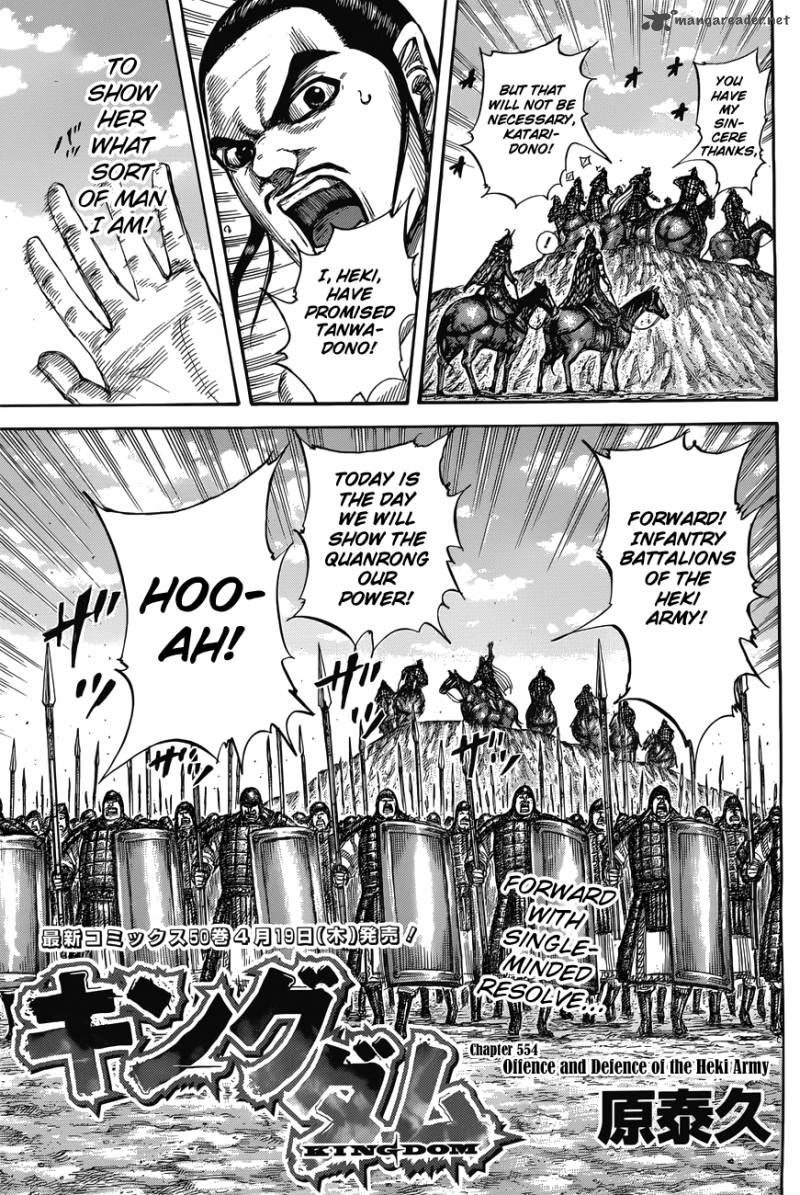 mangareader.net
YOU
HAVE
MY
SIN-
CERE
THANKS,
BUT THAT
WILL NOT BE
NECESSARY,
KATARI-
DONO!
オ
オ
!
I, HEKI,
HAVE
PROMISED
TANWA-
DONO!
TO
SHOW
HER
WHAT
SORT
OF MAN
I AM!
FORWARD!
INFANTRY
BATTALIONS
OF THE
HEKI
ARMY!
TODAY IS
THE DAY
WE WILL
SHOW THE
QUANRONG
OUR
POWER!
HOO-
AH!
ザッ
ザッ
ザッ
ザッ
FORWARD
WITH
SINGLE-
MINDED
RESOLVE...
最新コミックス50巻4月19日(木)発売!
キングダム
KINGDOM
Chapter 554
Offence and Defence of the Heki Army
原泰久